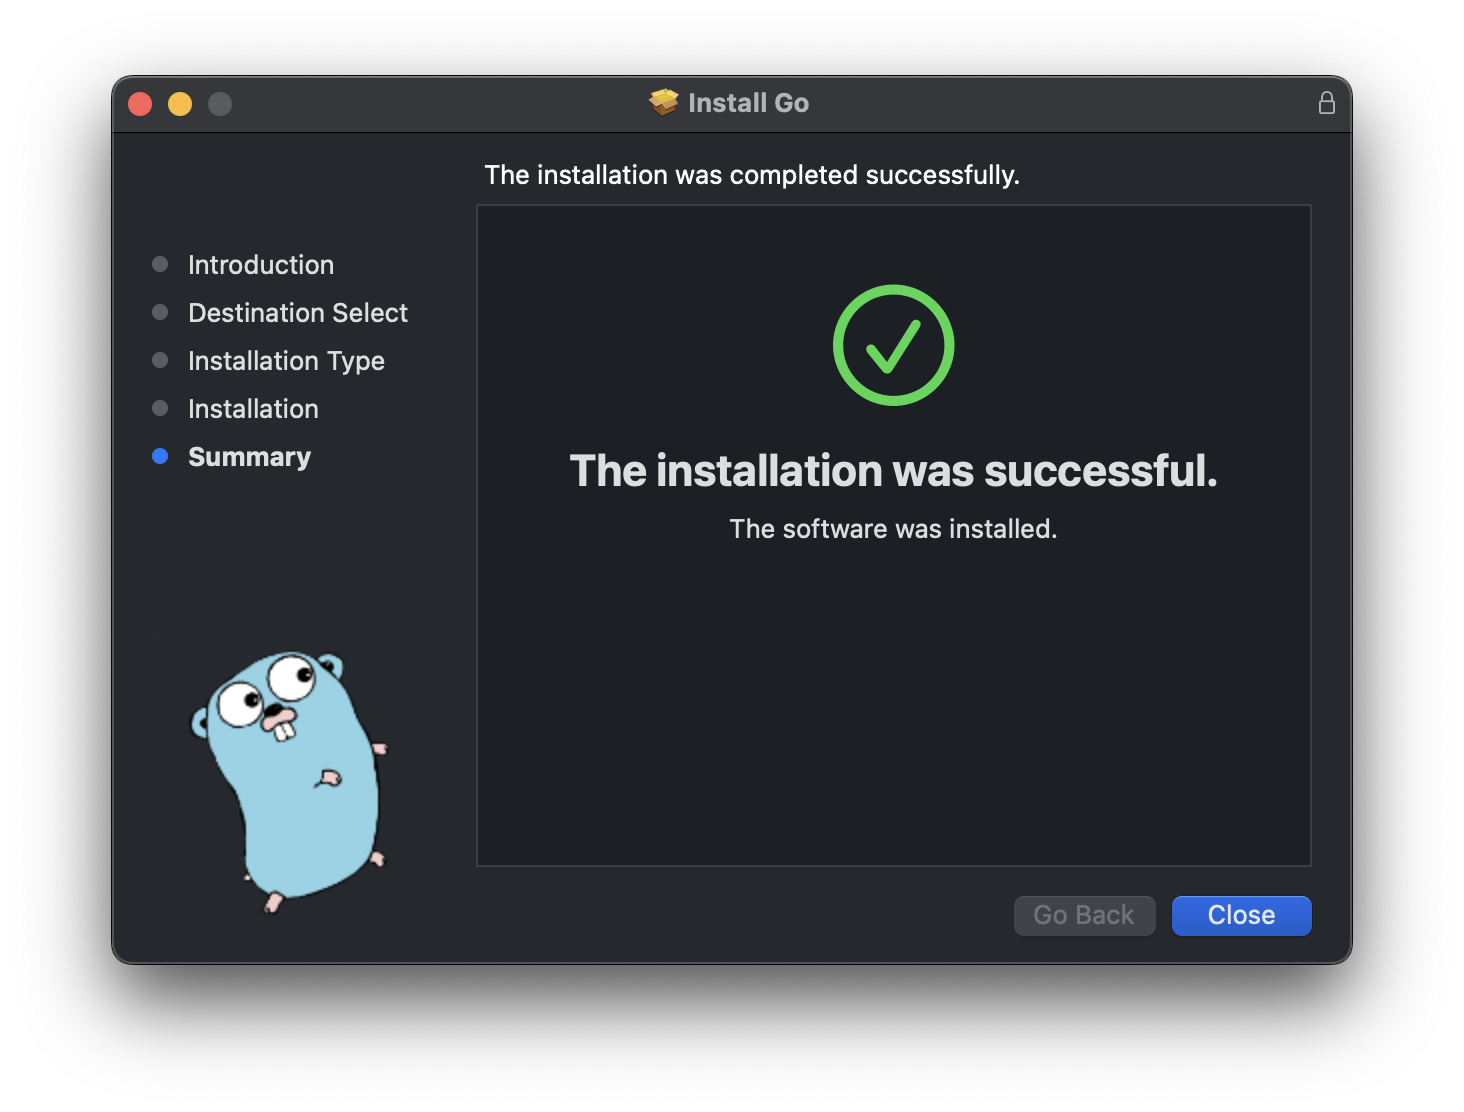 Install Go
The installation was completed successfully.
Introduction
Destination Select
Installation Type
Installation
Summary
The installation was successful.
The software was installed.
Go Back
Close